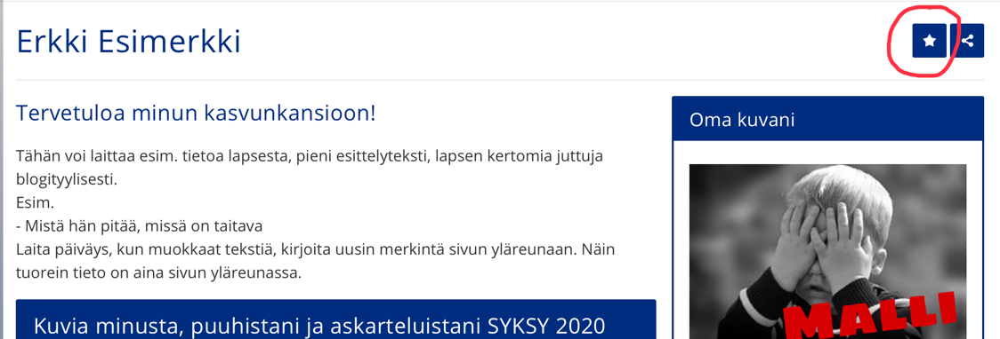 Erkki Esimerkki
Tervetuloa minun kasvunkansioon!
Tähän voi laittaa esim. tietoa lapsesta, pieni esittelyteksti, lapsen kertomia juttuja
blogityylisesti.
Esim.
- Mistä hän pitää, missä on taitava
Laita päiväys, kun muokkaat tekstiä, kirjoita uusin merkintä sivun yläreunaan. Näin
tuorein tieto on aina sivun yläreunassa.
Kuvia minusta, puuhistani ja askarteluistani SYKSY 2020
Oma kuvani
MALLI